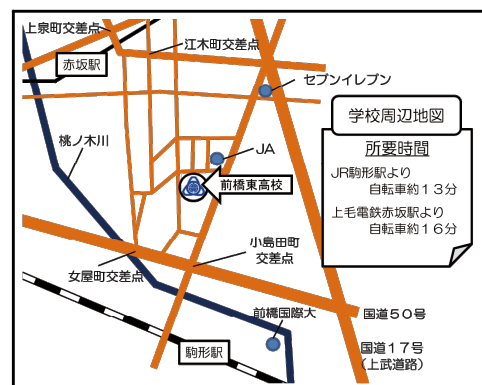 上泉町交差点
江木町交差点
赤坂駅
セブンイレブン
学校周辺地図
所要時間
JR駒形駅より
自転車約13分
上毛電鉄赤坂駅より
自転車約16分
桃ノ木川
JA
前橋東高校
小島田町
交差点
女屋町交差点
前橋国際大
国道50号
駒形駅
国道17号
(上武道路)